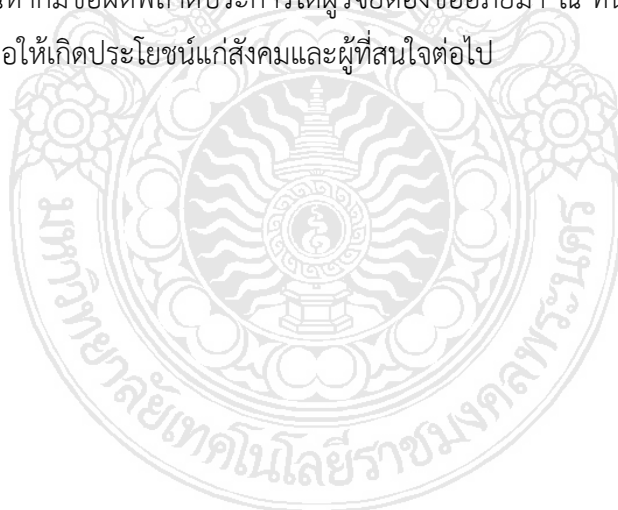 หากมีข้อผิดพลาดประการใดผู้วิจัยต้องขออภัยมา ณ
อให้เกิดประโยชน์แก่สังคมและผู้ที่สนใจต่อไป
มหาวิทยาลัยเทคโนโลยีราชมงคลพระนคร